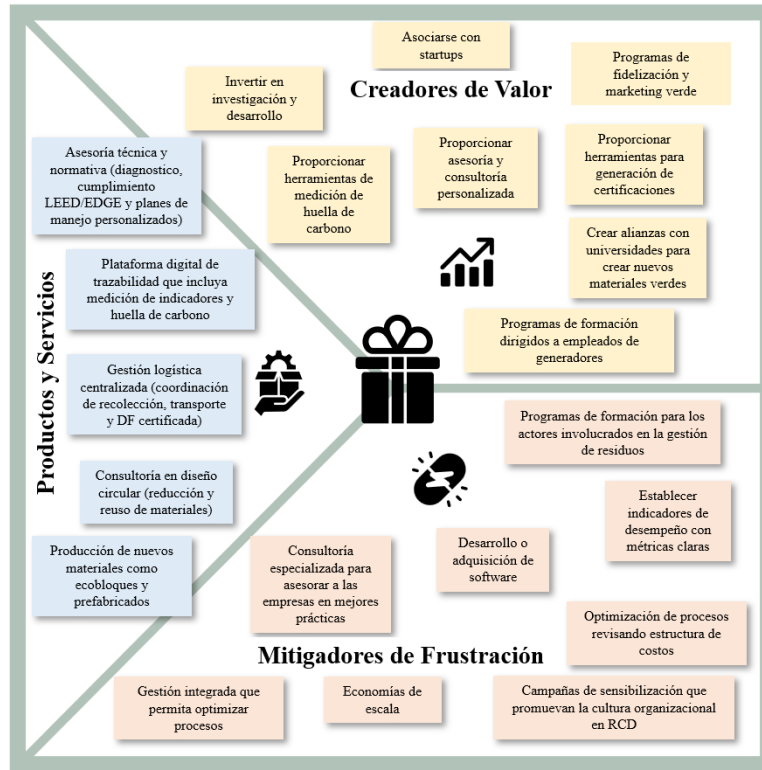 Asociarse con
startups
Creadores de Valor
Programas de
fidelización y
marketing verde
Invertir en
investigación y
desarrollo
Proporcionar
herramientas de
medición de
huella de
carbono
Proporcionar
asesoría y
consultoría
personalizada
Proporcionar
herramientas para
generación de
certificaciones
Crear alianzas con
universidades para
crear nuevos
materiales verdes
Programas de formación
dirigidos a empleados de
generadores
Productos y Servicios
Asesoría técnica y
normativa (diagnostico,
cumplimiento
LEED/EDGE y planes de
manejo personalizados)
Plataforma digital de
trazabilidad que incluya
medición de indicadores y
huella de carbono
Gestión logística
centralizada (coordinación
de recolección, transporte
y DF certificada)
Consultoría en diseño
circular (reducción y
reuso de materiales)
Producción de nuevos
materiales como
ecobloques y
prefabricados
Programas de formación para los
actores involucrados en la gestión
de residuos
Establecer
indicadores de
desempeño con
métricas claras
Desarrollo o
adquisición de
software
Consultoría
especializada para
asesorar a las
empresas en mejores
prácticas
Optimización de procesos
revisando estructura de
costos
Mitigadores de Frustración
Gestión integrada que
permita optimizar
procesos
Economías de
escala
Campañas de sensibilización que
promuevan la cultura organizacional
en RCD